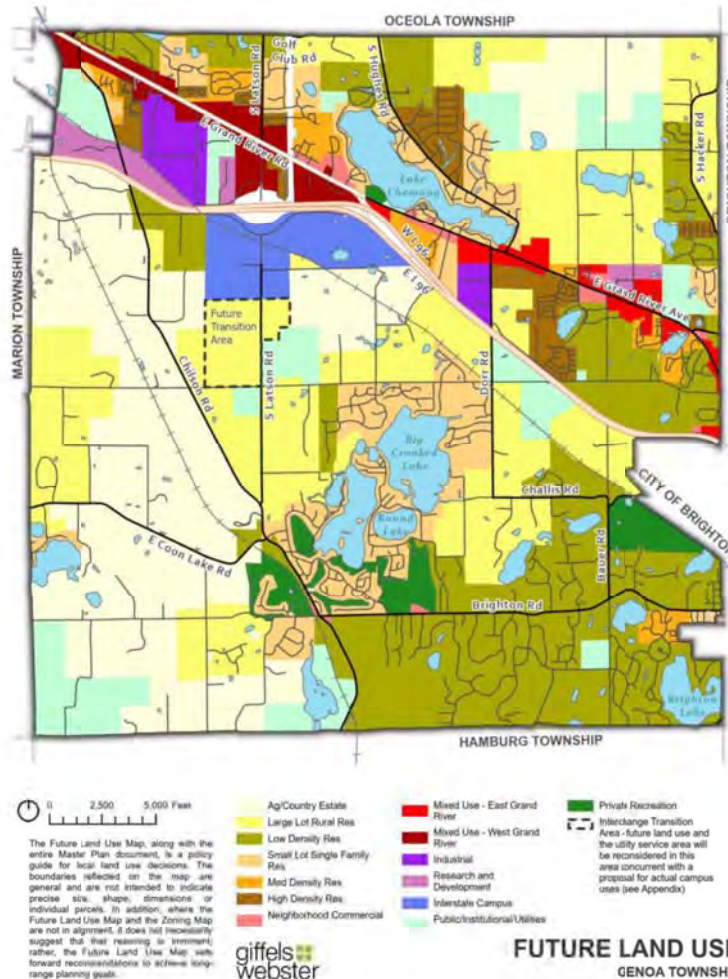 OCEOLA TOWNSHIP
Golf
Club Rd
S Latson Rd
S Hughes Rd
S Hacker Rd
E Grand River Rd
Lake
Chemung
W I 96
E I 96
E Grand River Ave
MARION TOWNSHIP
Future
Transition
Area
Chilson Rd
S Latson Rd
Dorr Rd
Big
Crooked
Lake
Round
Lake
Challis Rd
CITY OF BRIGHTON
E Coon Lake Rd
Bauer Rd
Brighton Rd
Brighton
Lake
HAMBURG TOWNSHIP
0 2,500 5,000 Feet
The Future Land Use Map, along with the
entire Master Plan document, is a policy
guide for local land use decisions. The
boundaries reflected on the map are
general and are not intended to indicate
precise size, shape, dimensions or
individual parcels. In addition, where the
Future Land Use Map and the Zoning Map
are not in alignment, it does not necessarily
suggest that rezoning is imminent;
rather, the Future Land Use Map sets
forward recommendations to achieve long-
range planning goals.
Ag/Country Estate
Large Lot Rural Res
Low Density Res
Small Lot Single Family
Res
Med Density Res
High Density Res
Neighborhood Commercial
Mixed Use - East Grand
River
Mixed Use - West Grand
River
Industrial
Research and
Development
Interstate Campus
Public/Institutional/Utilities
Private Recreation
Interchange Transition
Area - future land use and
the utility service area will
be reconsidered in this
area concurrent with a
proposal for actual campus
uses (see Appendix)
giffels
webster
FUTURE LAND US
GENOA TOWNSH